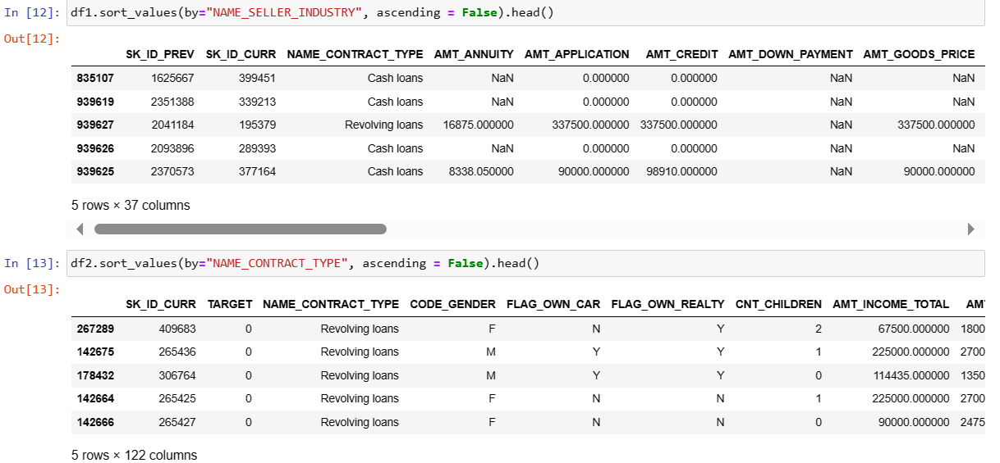 In [12]: df1.sort_values(by="NAME_SELLER_INDUSTRY", ascending = False).head()
Out[12]:
SK_ID_PREV SK_ID_CURR NAME_CONTRACT_TYPE AMT_ANNUITY AMT_APPLICATION AMT_CREDIT AMT_DOWN_PAYMENT AMT_GOODS_PRICE
835107 1625667 399451 Cash loans NaN 0.000000 0.000000 NaN NaN
939619 2351388 339213 Cash loans NaN 0.000000 0.000000 NaN NaN
939627 2041184 195379 Revolving loans 16875.000000 337500.000000 337500.000000 NaN 337500.000000
939626 2093896 289393 Cash loans NaN 0.000000 0.000000 NaN NaN
939625 2370573 377164 Cash loans 8338.050000 90000.000000 98910.000000 NaN 90000.000000
5 rows × 37 columns
In [13]: df2.sort_values(by="NAME_CONTRACT_TYPE", ascending = False).head()
Out[13]:
SK_ID_CURR TARGET NAME_CONTRACT_TYPE CODE_GENDER FLAG_OWN_CAR FLAG_OWN_REALTY CNT_CHILDREN AMT_INCOME_TOTAL AM
267289 409683 0 Revolving loans F N Y 2 67500.000000 1800
142675 265436 0 Revolving loans M Y Y 1 225000.000000 2700
178432 306764 0 Revolving loans M Y Y 0 114435.000000 1350
142664 265425 0 Revolving loans F N N 1 225000.000000 2700
142666 265427 0 Revolving loans F N N 0 90000.000000 2475
5 rows × 122 columns